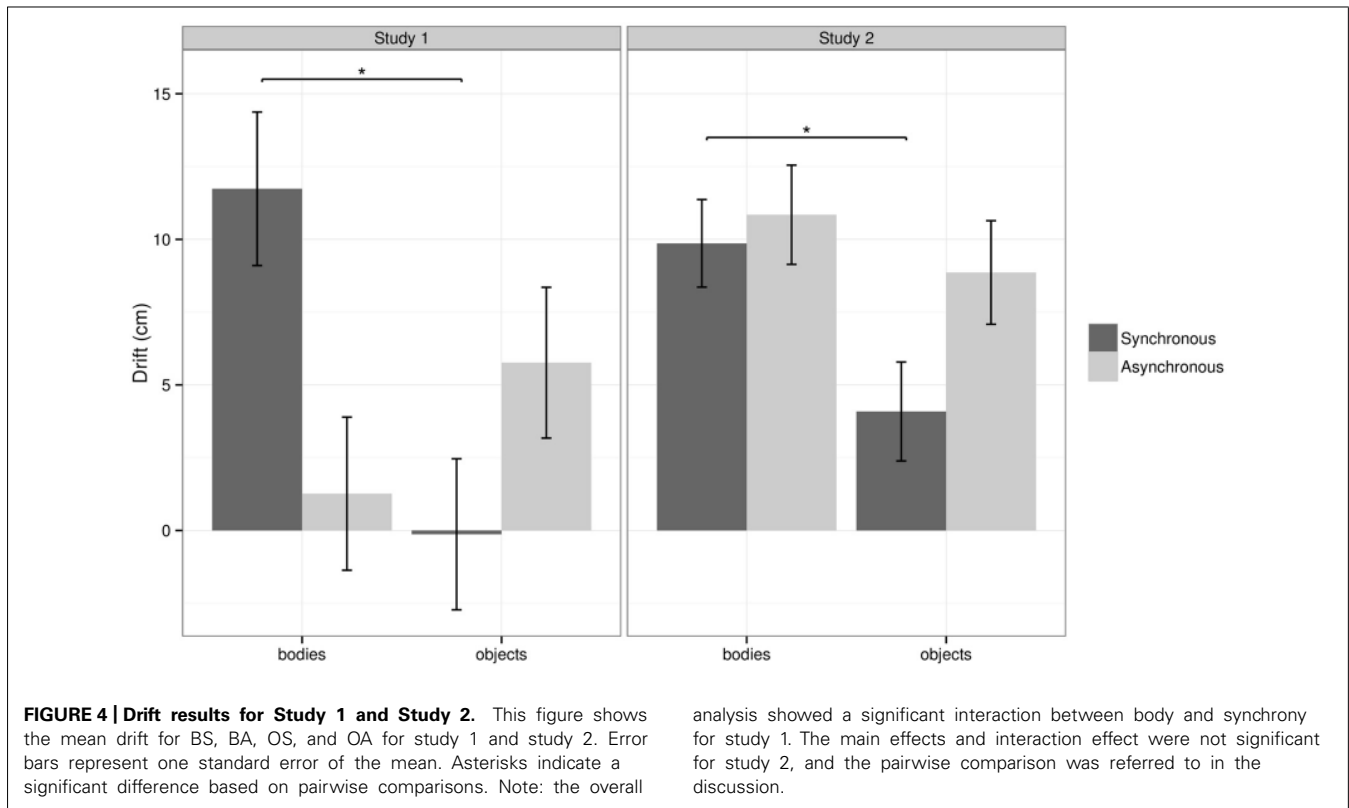 Study 1
Study 2
*
*
15
10
5
0
Drift (cm)
Synchronous
Asynchronous
bodies
objects
bodies
objects
FIGURE 4 | Drift results for Study 1 and Study 2. This figure shows
the mean drift for BS, BA, OS, and OA for study 1 and study 2. Error
bars represent one standard error of the mean. Asterisks indicate a
significant difference based on pairwise comparisons. Note: the overall
analysis showed a significant interaction between body and synchrony
for study 1. The main effects and interaction effect were not significant
for study 2, and the pairwise comparison was referred to in the
discussion.